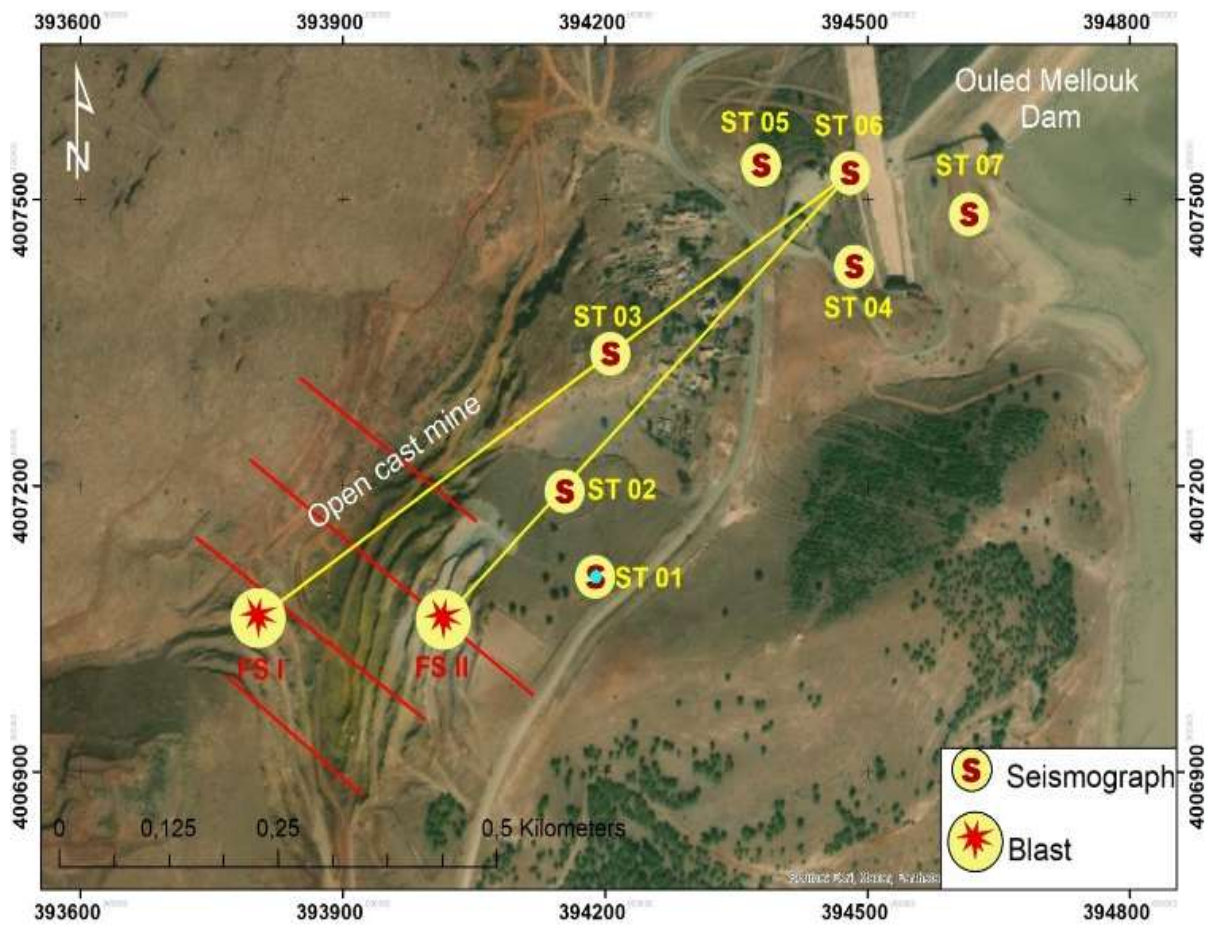 393600 393900 394200 394500 394800
N
Ouled Mellouk
Dam
ST 05
ST 06
ST 07
4007500
4007500
ST 04
ST 03
Open cast mine
4007200
ST 02
4007200
ST 01
FS I
FS II
4006900
4006900
S Seismograph
Blast
0 0,125 0,25 0,5 Kilometers
393600 393900 394200 394500 394800